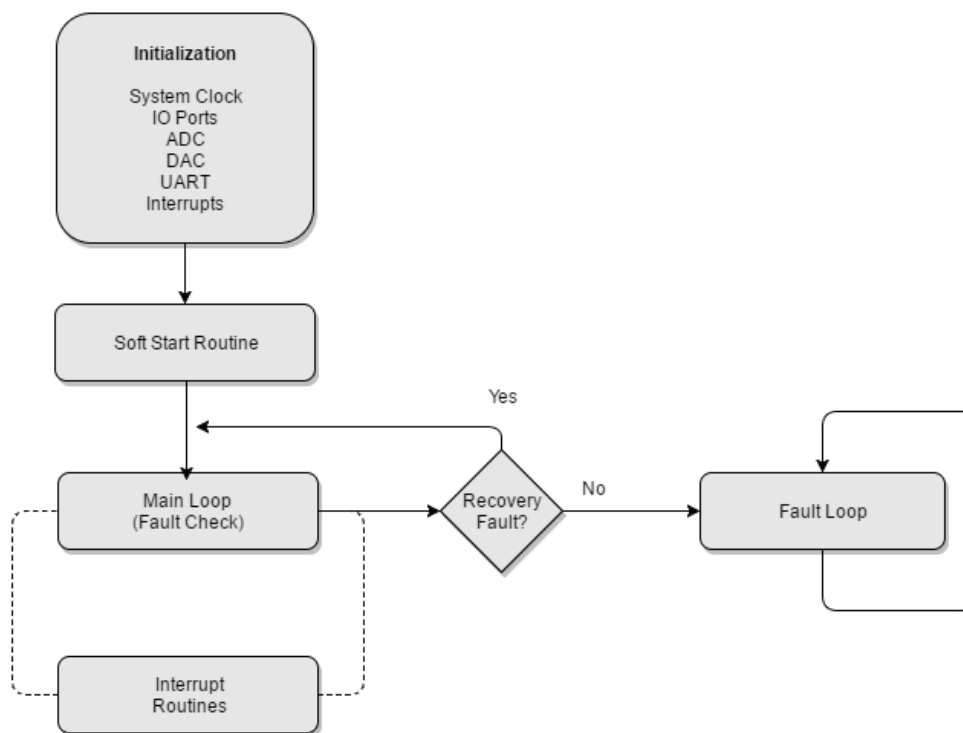 Initialization
System Clock
IO Ports
ADC
DAC
UART
Interrupts
Soft Start Routine
Yes
Main Loop
(Fault Check)
Recovery
Fault?
No
Fault Loop
Interrupt
Routines